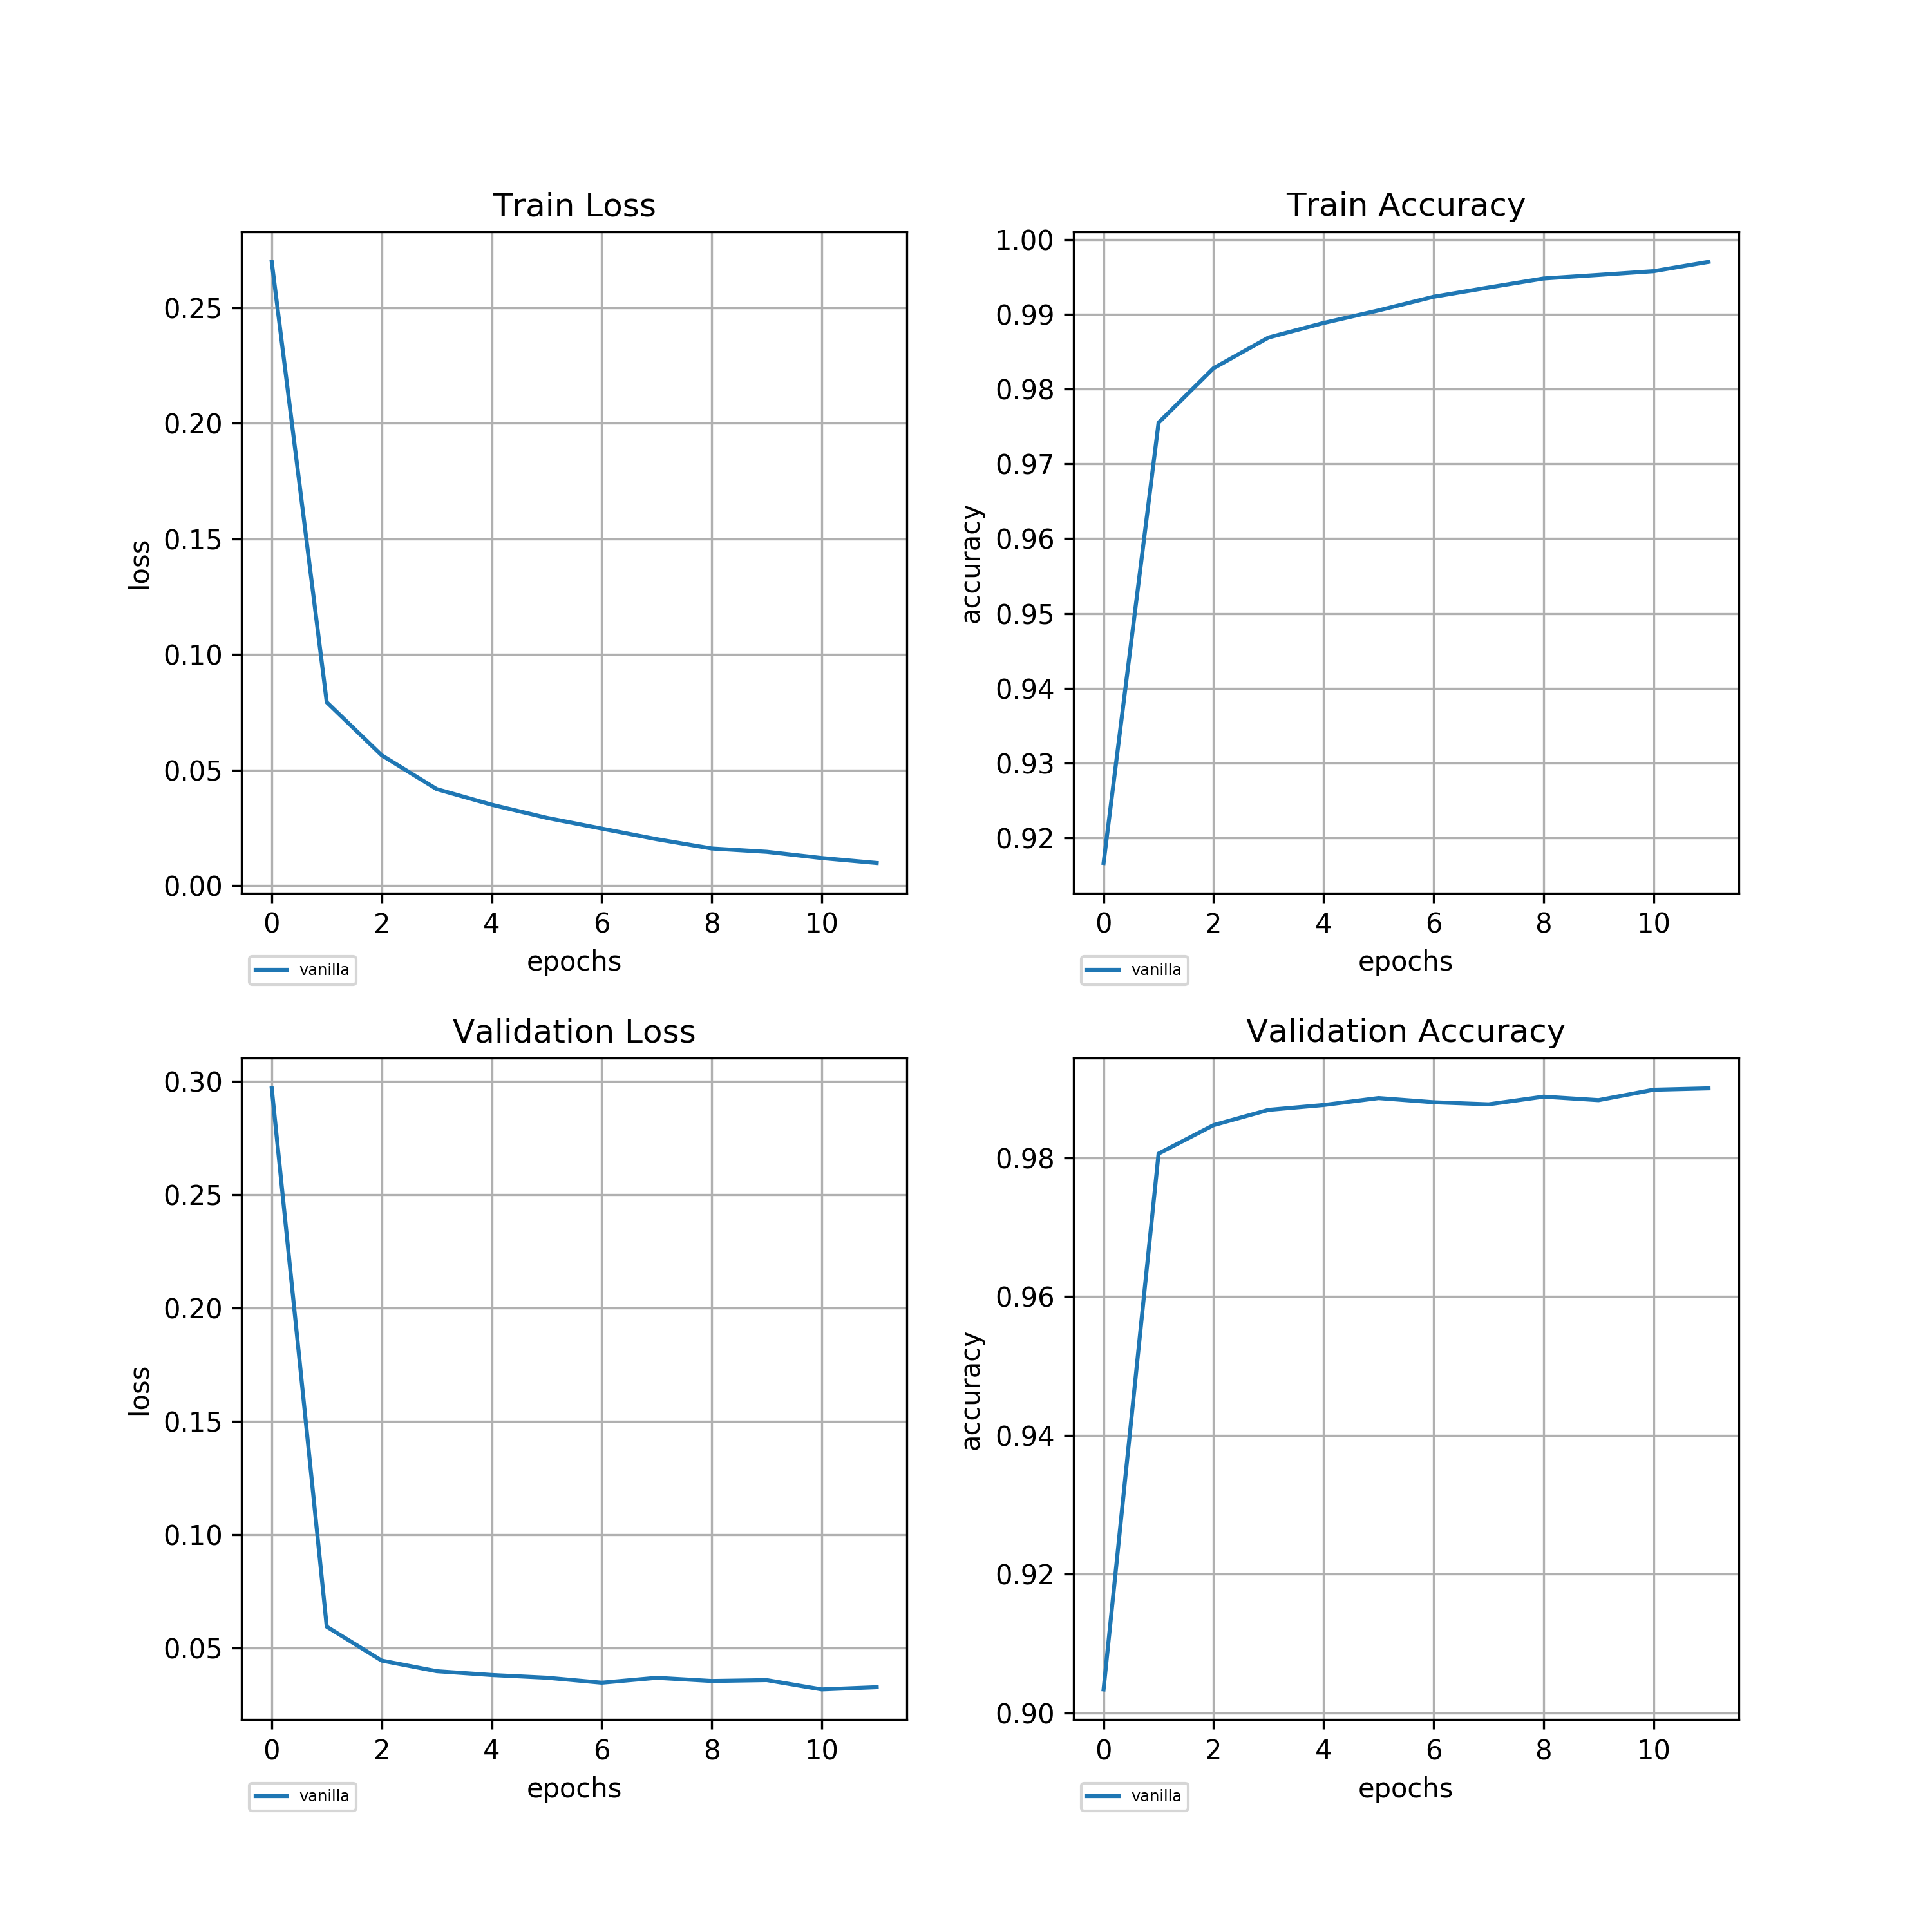 Train Loss
loss
0.25
0.20
0.15
0.10
0.05
0.00
0 2 4 6 8 10
epochs
vanilla
Train Accuracy
accuracy
1.00
0.99
0.98
0.97
0.96
0.95
0.94
0.93
0.92
0 2 4 6 8 10
epochs
vanilla
Validation Loss
loss
0.30
0.25
0.20
0.15
0.10
0.05
0 2 4 6 8 10
epochs
vanilla
Validation Accuracy
accuracy
0.98
0.96
0.94
0.92
0.90
0 2 4 6 8 10
epochs
vanilla